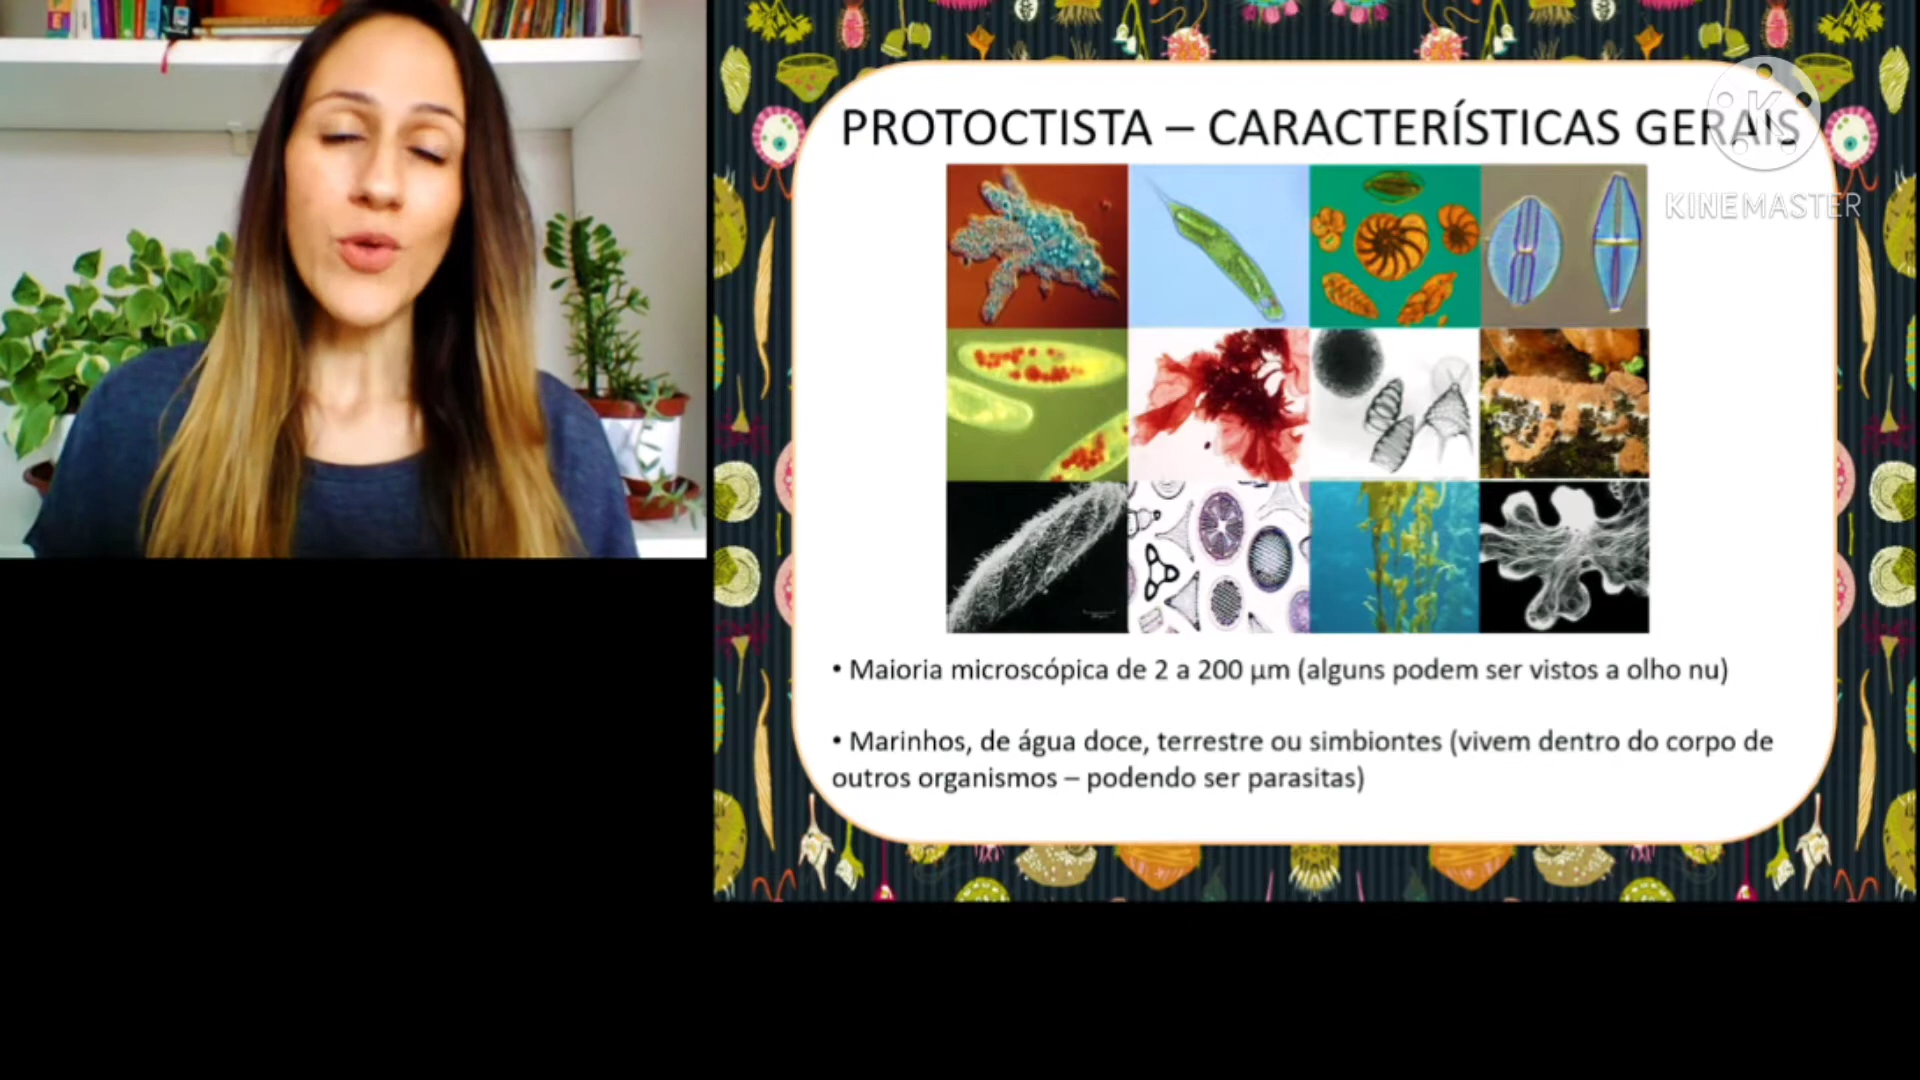 PROTOCTISTA – CARACTERÍSTICAS GERAIS
KINEMASTER
• Maioria microscópica de 2 a 200 μm (alguns podem ser vistos a olho nu)
• Marinhos, de água doce, terrestre ou simbiontes (vivem dentro do corpo de
outros organismos – podendo ser parasitas)